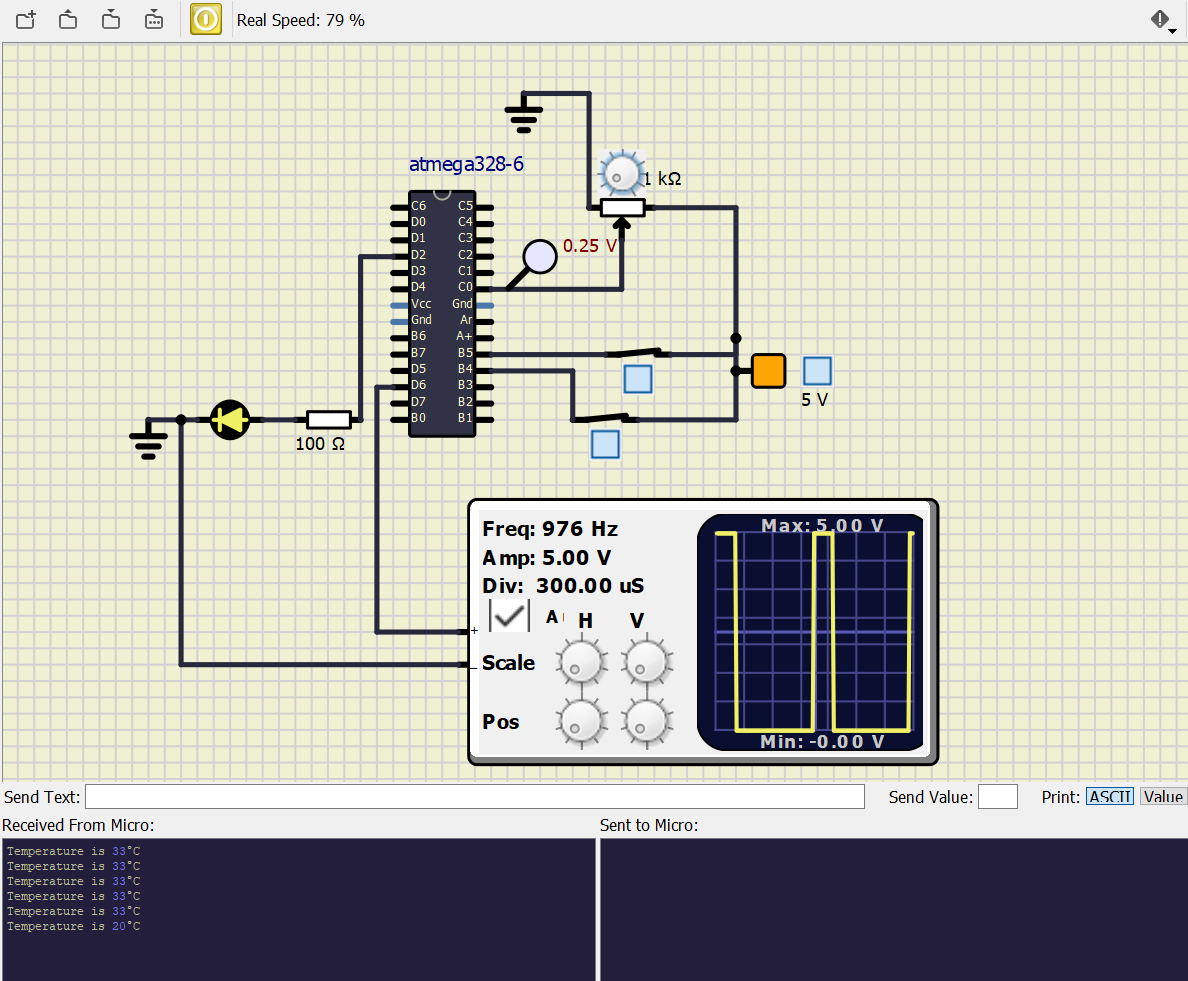 Real Speed: 79 %
atmega328-6
1 kΩ
0.25 V
C6 C5
D0 C4
D1 C3
D2 C2
D3 C1
D4 C0
Vcc Gnd
Gnd Ar
B6 A+
B7 B5
D5 B4
D6 B3
D7 B2
B0 B1
5 V
100 Ω
Freq: 976 Hz
Amp: 5.00 V
Div: 300.00 uS
A H V
+
Scale
−
Pos
Max: 5.00 V
Min: -0.00 V
Send Text: Send Value: Print: ASCII Value
Received From Micro: Sent to Micro:
Temperature is 33°C
Temperature is 33°C
Temperature is 33°C
Temperature is 33°C
Temperature is 33°C
Temperature is 20°C